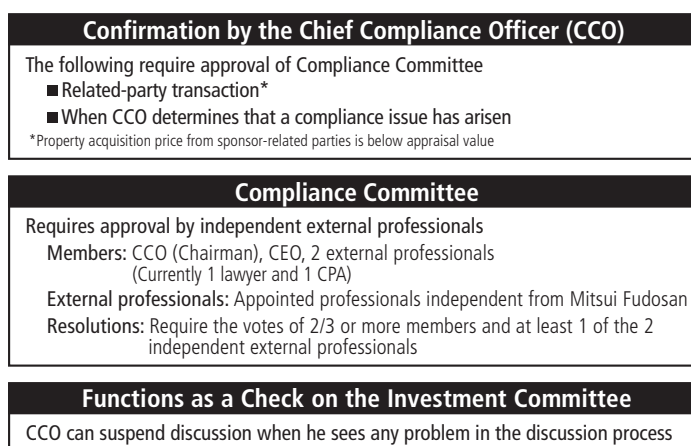 Confirmation by the Chief Compliance Officer (CCO)
The following require approval of Compliance Committee
■ Related-party transaction*
■ When CCO determines that a compliance issue has arisen
*Property acquisition price from sponsor-related parties is below appraisal value
Compliance Committee
Requires approval by independent external professionals
Members: CCO (Chairman), CEO, 2 external professionals
(Currently 1 lawyer and 1 CPA)
External professionals: Appointed professionals independent from Mitsui Fudosan
Resolutions: Require the votes of 2/3 or more members and at least 1 of the 2
independent external professionals
Functions as a Check on the Investment Committee
CCO can suspend discussion when he sees any problem in the discussion process